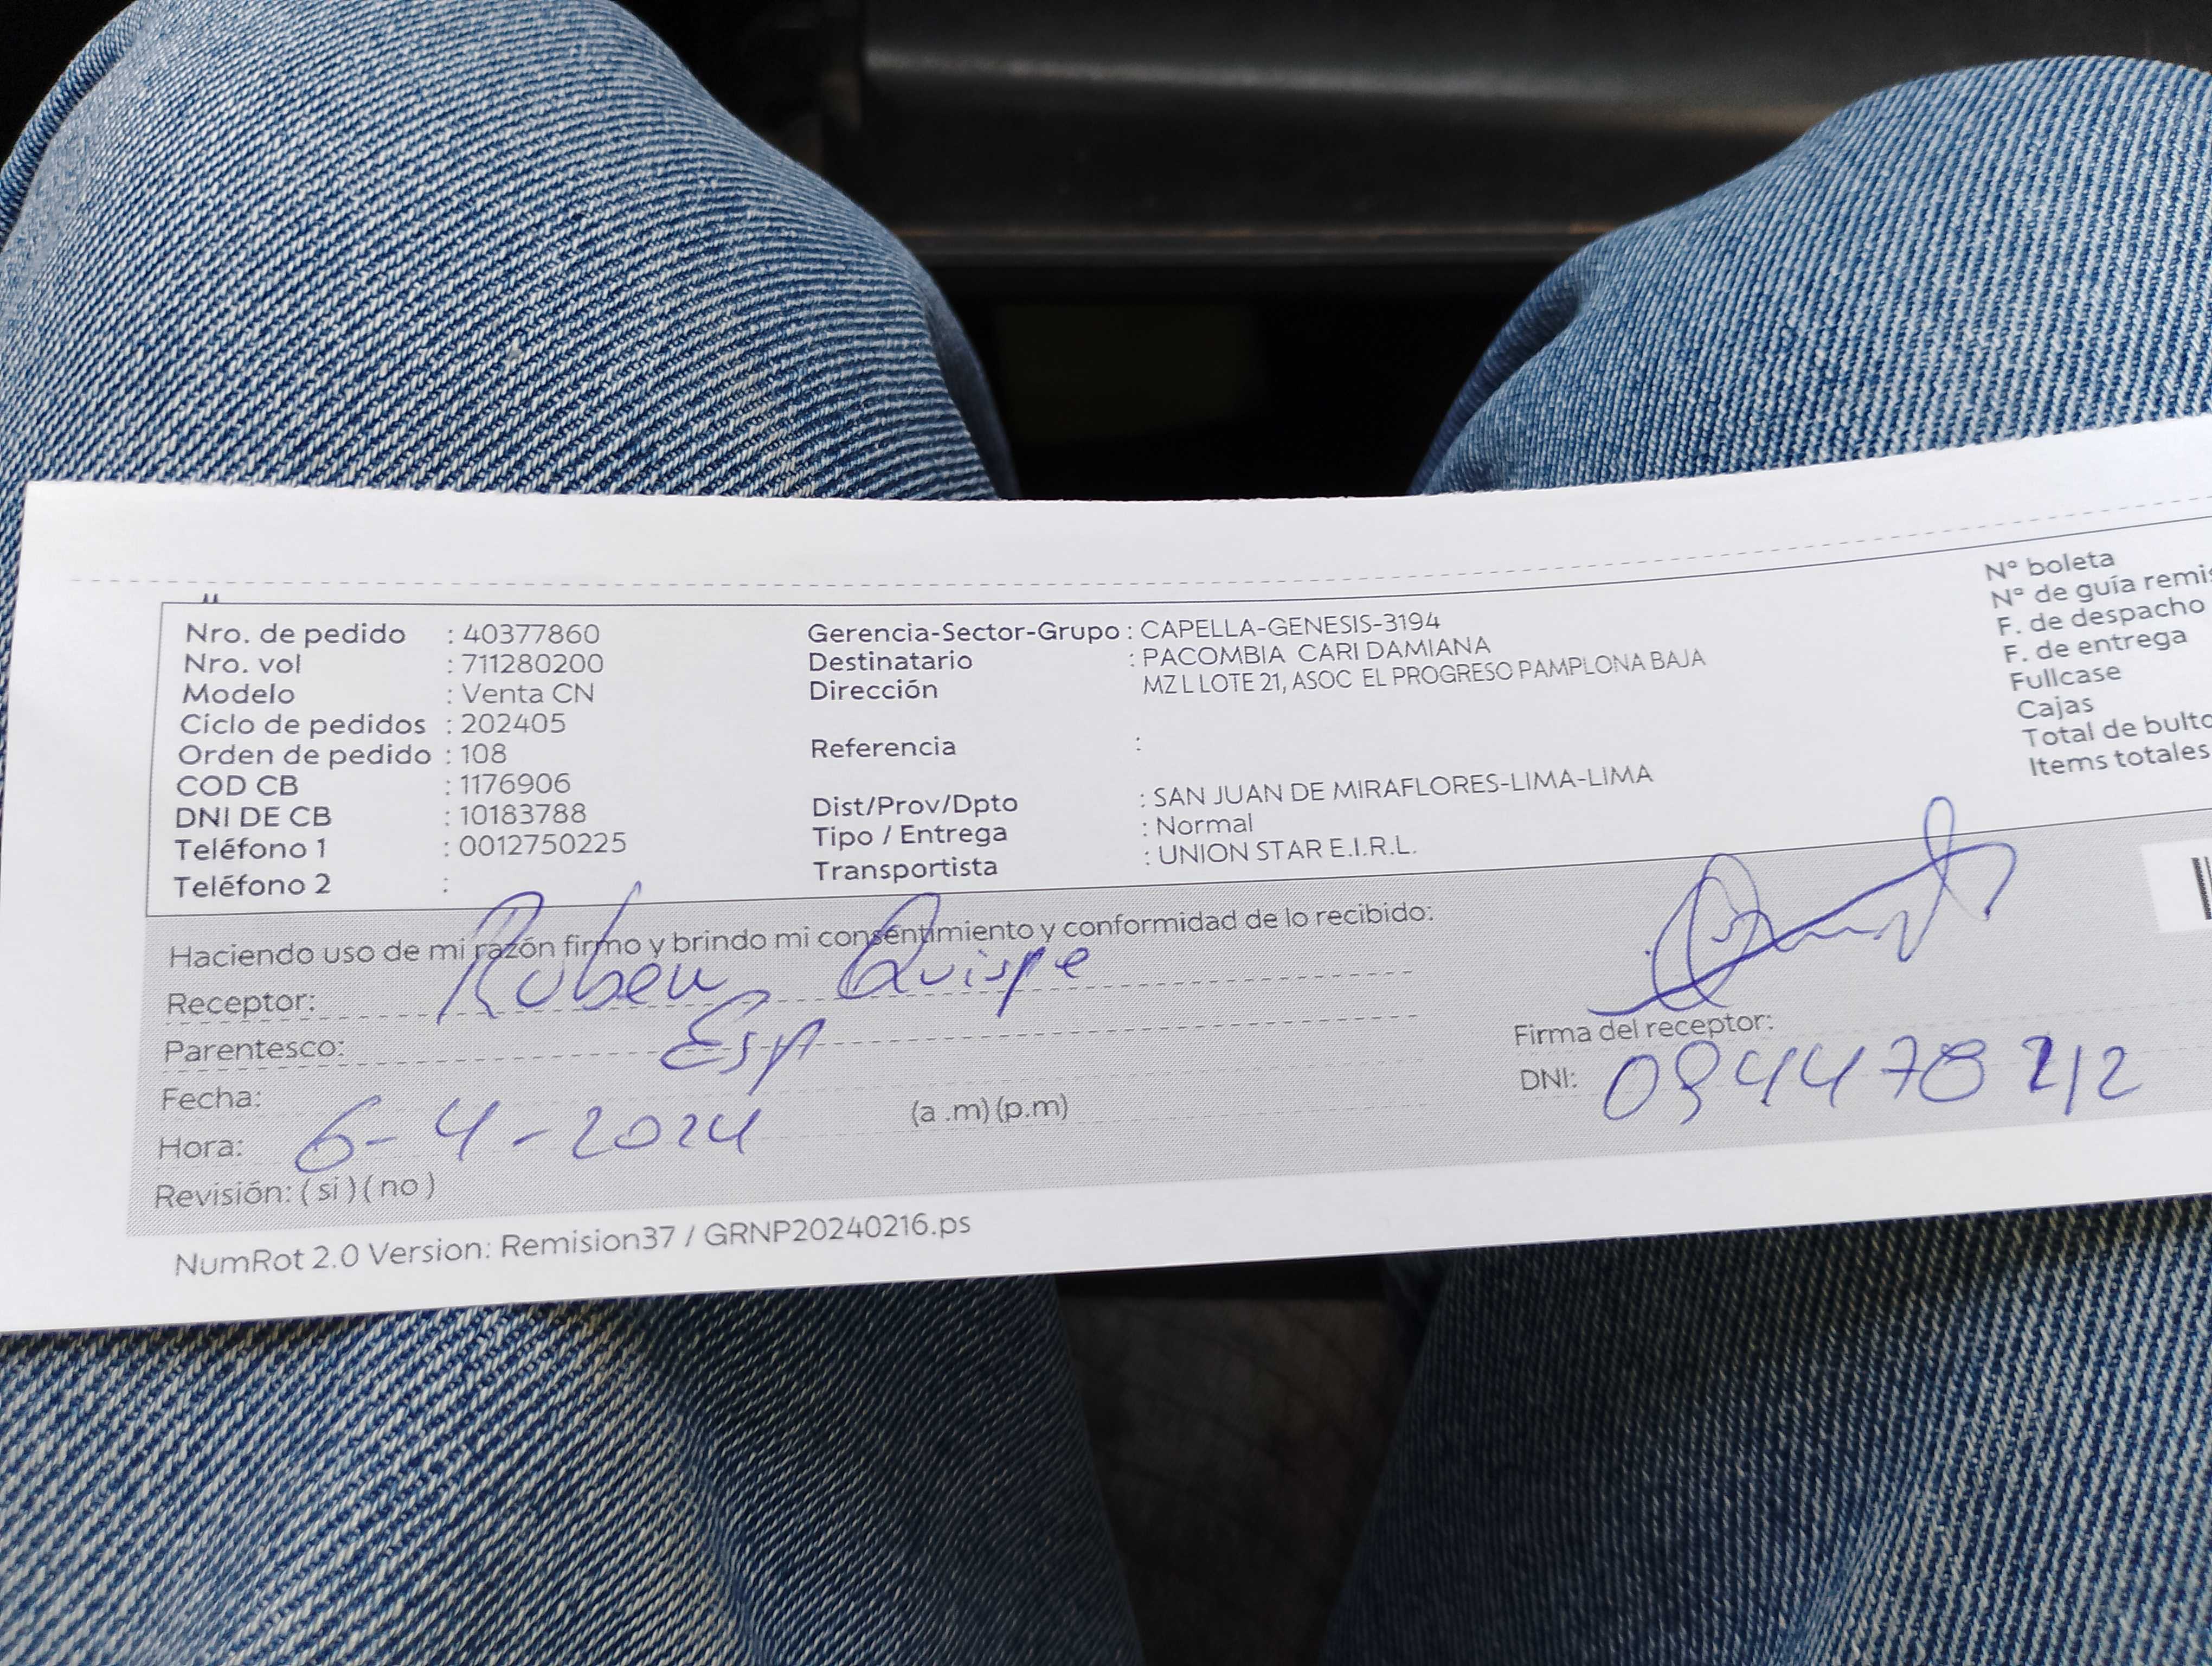 Nro. de pedido : 40377860
Nro. vol : 711280200
Modelo : Venta CN
Ciclo de pedidos : 202405
Orden de pedido : 108
COD CB : 1176906
DNI DE CB : 10183788
Teléfono 1 : 0012750225
Teléfono 2 :
Gerencia-Sector-Grupo : CAPELLA-GENESIS-3194
Destinatario : PACOMBIA CARI DAMIANA
Dirección MZ L LOTE 21, ASOC EL PROGRESO PAMPLONA BAJA
Referencia :
Dist/Prov/Dpto : SAN JUAN DE MIRAFLORES-LIMA-LIMA
Tipo / Entrega : Normal
Transportista : UNION STAR E.I.R.L.
N° boleta
N° de guía remis
F. de despacho
F. de entrega
Fullcase
Cajas
Total de bulto
Items totales
Haciendo uso de mi razón firmo y brindo mi consentimiento y conformidad de lo recibido:
Receptor: Ruben Quispe
Parentesco: Esp
Fecha:
Hora: 6-4-2024 (a .m) (p.m)
Revisión: ( si ) ( no )
Firma del receptor:
DNI:
NumRot 2.0 Version: Remision37 / GRNP20240216.ps